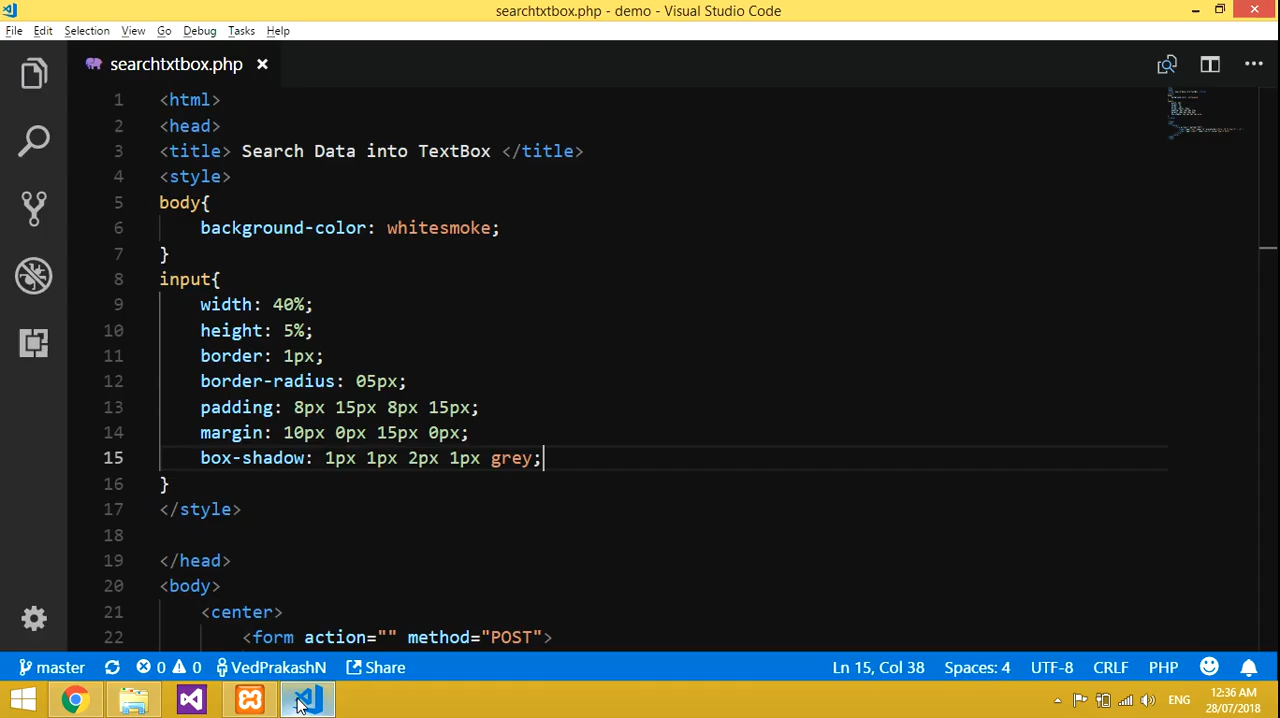 searchtxtbox.php - demo - Visual Studio Code
File Edit Selection View Go Debug Tasks Help
searchtxtbox.php
1 <html>
2 <head>
3 <title> Search Data into TextBox </title>
4 <style>
5 body{
6 background-color: whitesmoke;
7 }
8 input{
9 width: 40%;
10 height: 5%;
11 border: 1px;
12 border-radius: 05px;
13 padding: 8px 15px 8px 15px;
14 margin: 10px 0px 15px 0px;
15 box-shadow: 1px 1px 2px 1px grey;
16 }
17 </style>
18
19 </head>
20 <body>
21 <center>
22 <form action="" method="POST">
master 0 0 VedPrakashN Share Ln 15, Col 38 Spaces: 4 UTF-8 CRLF PHP
ENG 12:36 AM
28/07/2018